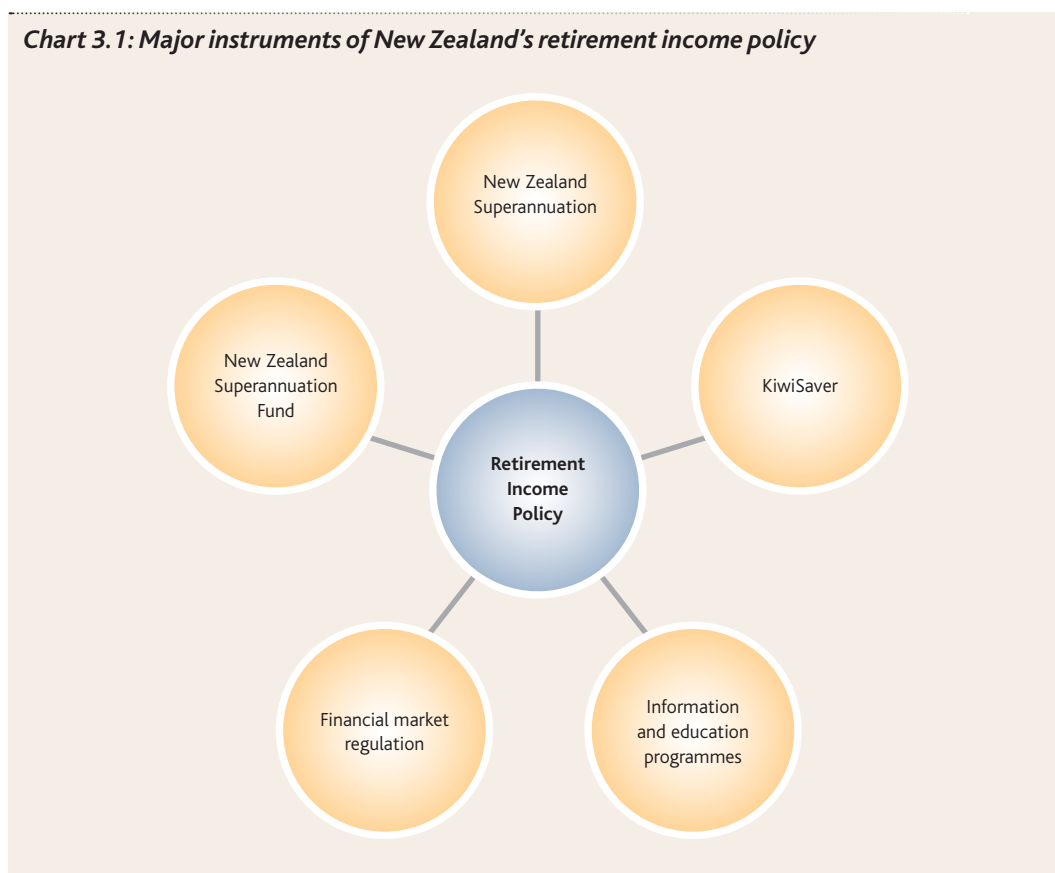 Chart 3.1: Major instruments of New Zealand's retirement income policy
New Zealand
Superannuation
New Zealand
Superannuation
Fund
KiwiSaver
Retirement
Income
Policy
Financial market
regulation
Information
and education
programmes